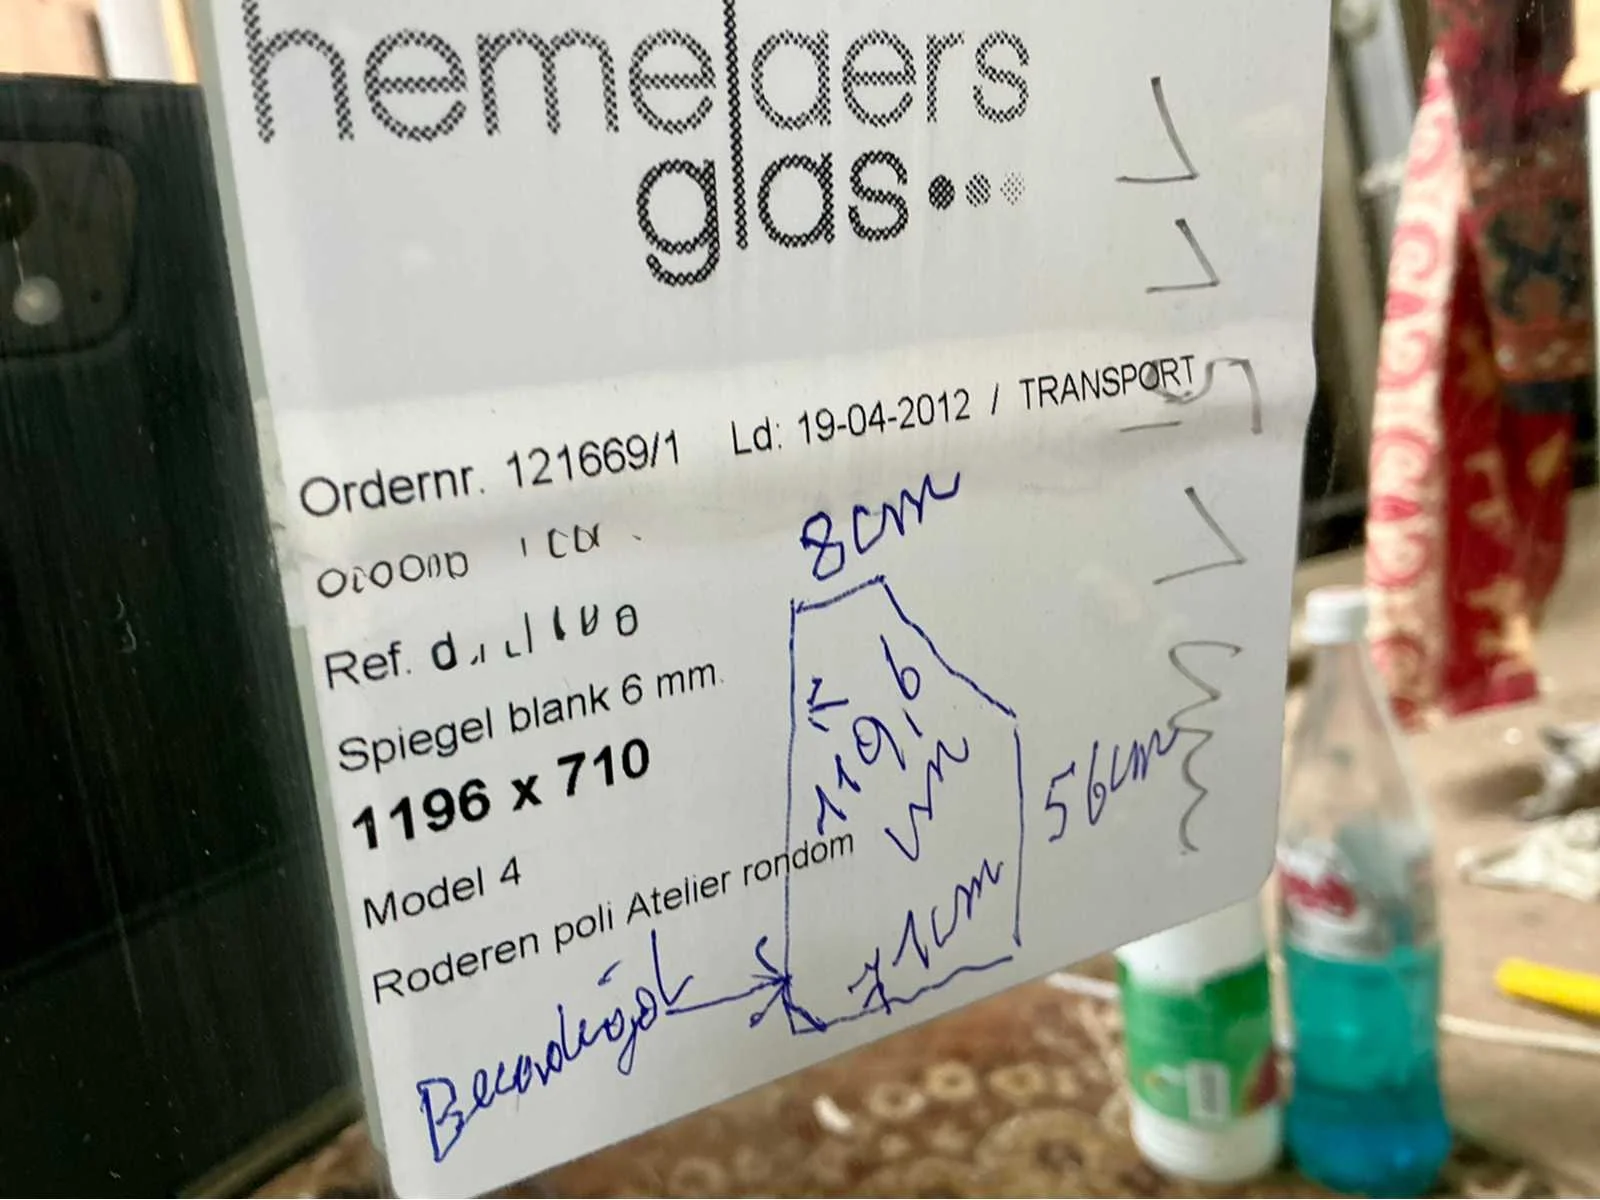 hemelaers
glas
Ordernr. 121669/1 Ld: 19-04-2012 / TRANSPORT
Ref.
Spiegel blank 6 mm.
1196 x 710
Model 4
Roderen poli Atelier rondom
8cm
119,6
cm
56cm
71cm